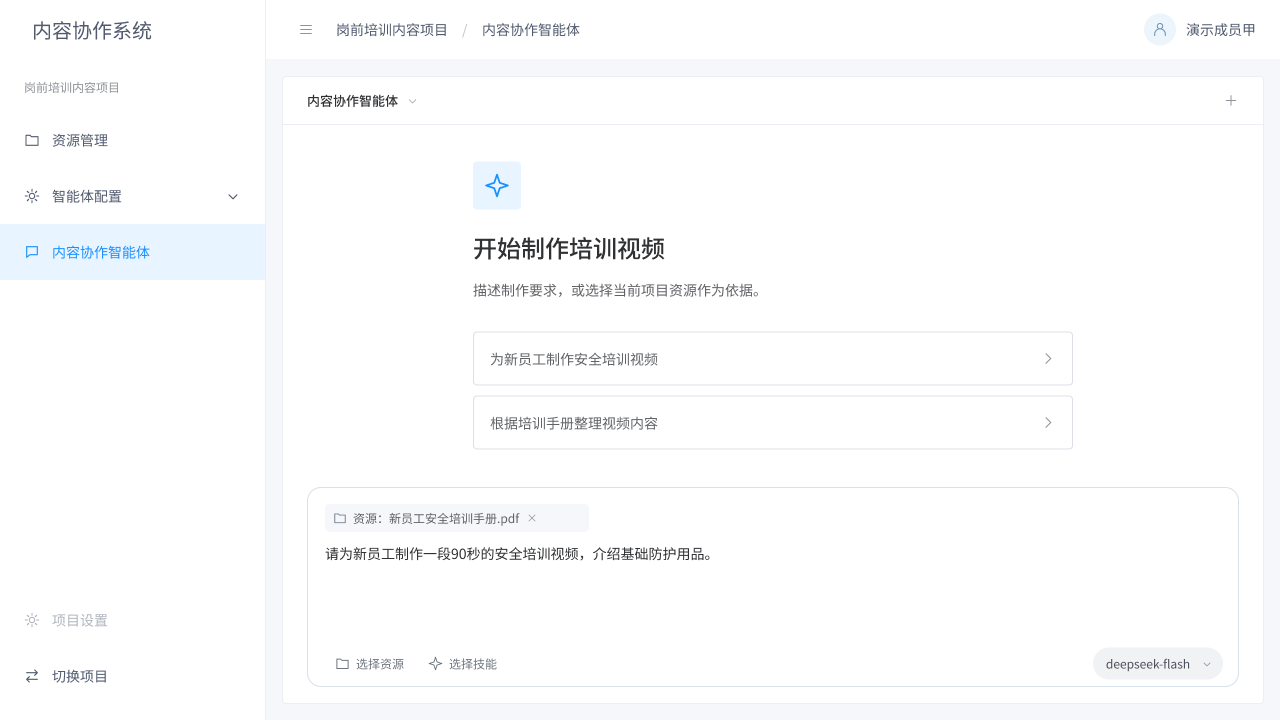 内容协作系统
岗前培训内容项目 / 内容协作智能体
演示成员甲
岗前培训内容项目
资源管理
智能体配置
内容协作智能体
项目设置
切换项目
内容协作智能体
开始制作培训视频
描述制作要求，或选择当前项目资源作为依据。
为新员工制作安全培训视频
根据培训手册整理视频内容
资源：新员工安全培训手册.pdf ×
请为新员工制作一段90秒的安全培训视频，介绍基础防护用品。
选择资源 选择技能
deepseek-flash